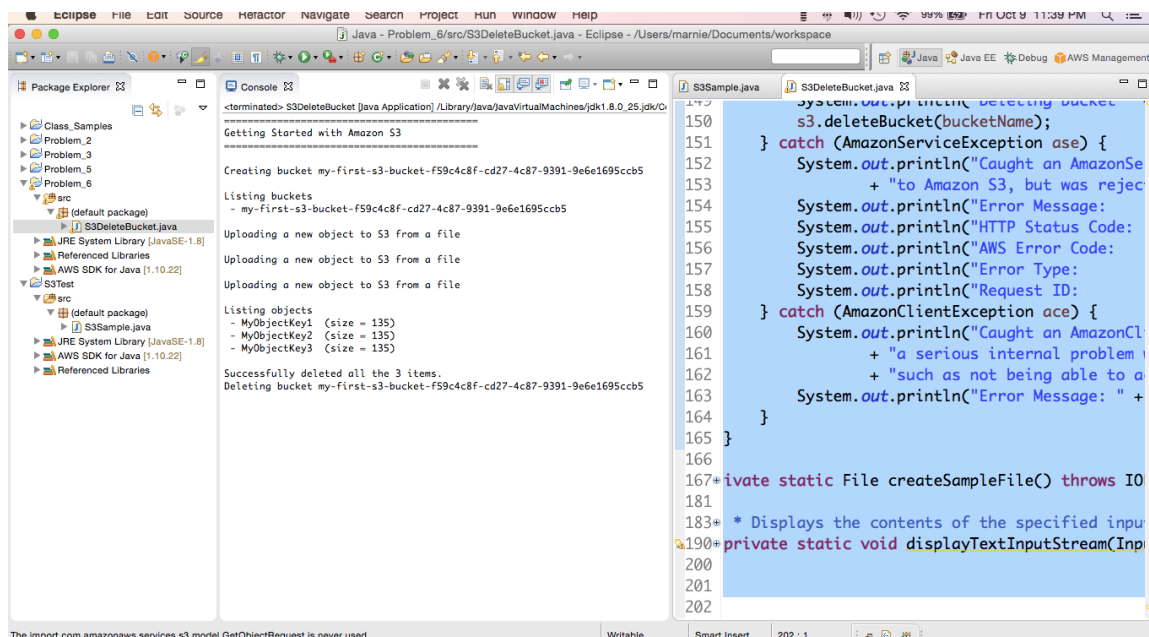 Eclipse File Edit Source Refactor Navigate Search Project Run Window Help 99% Fri Oct 9 11:39 PM
Java - Problem_6/src/S3DeleteBucket.java - Eclipse - /Users/marnie/Documents/workspace
Java Java EE Debug AWS Management
Package Explorer
Class_Samples
Problem_2
Problem_3
Problem_5
Problem_6
src
(default package)
S3DeleteBucket.java
JRE System Library [JavaSE-1.8]
Referenced Libraries
AWS SDK for Java [1.10.22]
S3Test
src
(default package)
S3Sample.java
JRE System Library [JavaSE-1.8]
AWS SDK for Java [1.10.22]
Referenced Libraries
Console
<terminated> S3DeleteBucket [Java Application] /Library/Java/JavaVirtualMachines/jdk1.8.0_25.jdk/Co
===========================================
Getting Started with Amazon S3
===========================================
Creating bucket my-first-s3-bucket-f59c4c8f-cd27-4c87-9391-9e6e1695ccb5
Listing buckets
- my-first-s3-bucket-f59c4c8f-cd27-4c87-9391-9e6e1695ccb5
Uploading a new object to S3 from a file
Uploading a new object to S3 from a file
Uploading a new object to S3 from a file
Listing objects
- MyObjectKey1 (size = 135)
- MyObjectKey2 (size = 135)
- MyObjectKey3 (size = 135)
Successfully deleted all the 3 items.
Deleting bucket my-first-s3-bucket-f59c4c8f-cd27-4c87-9391-9e6e1695ccb5
S3Sample.java S3DeleteBucket.java
149 System.out.println("Deleting bucket
150 s3.deleteBucket(bucketName);
151 } catch (AmazonServiceException ase) {
152 System.out.println("Caught an AmazonSe
153 + "to Amazon S3, but was rejec
154 System.out.println("Error Message:
155 System.out.println("HTTP Status Code:
156 System.out.println("AWS Error Code:
157 System.out.println("Error Type:
158 System.out.println("Request ID:
159 } catch (AmazonClientException ace) {
160 System.out.println("Caught an AmazonCl
161 + "a serious internal problem w
162 + "such as not being able to a
163 System.out.println("Error Message: " +
164 }
165 }
166
167 ivate static File createSampleFile() throws IO
181
183 * Displays the contents of the specified inpu
190 private static void displayTextInputStream(Inp
200
201
202
The import com.amazonaws.services.s3.model.GetObjectRequest is never used Writable Smart Insert 202 : 1